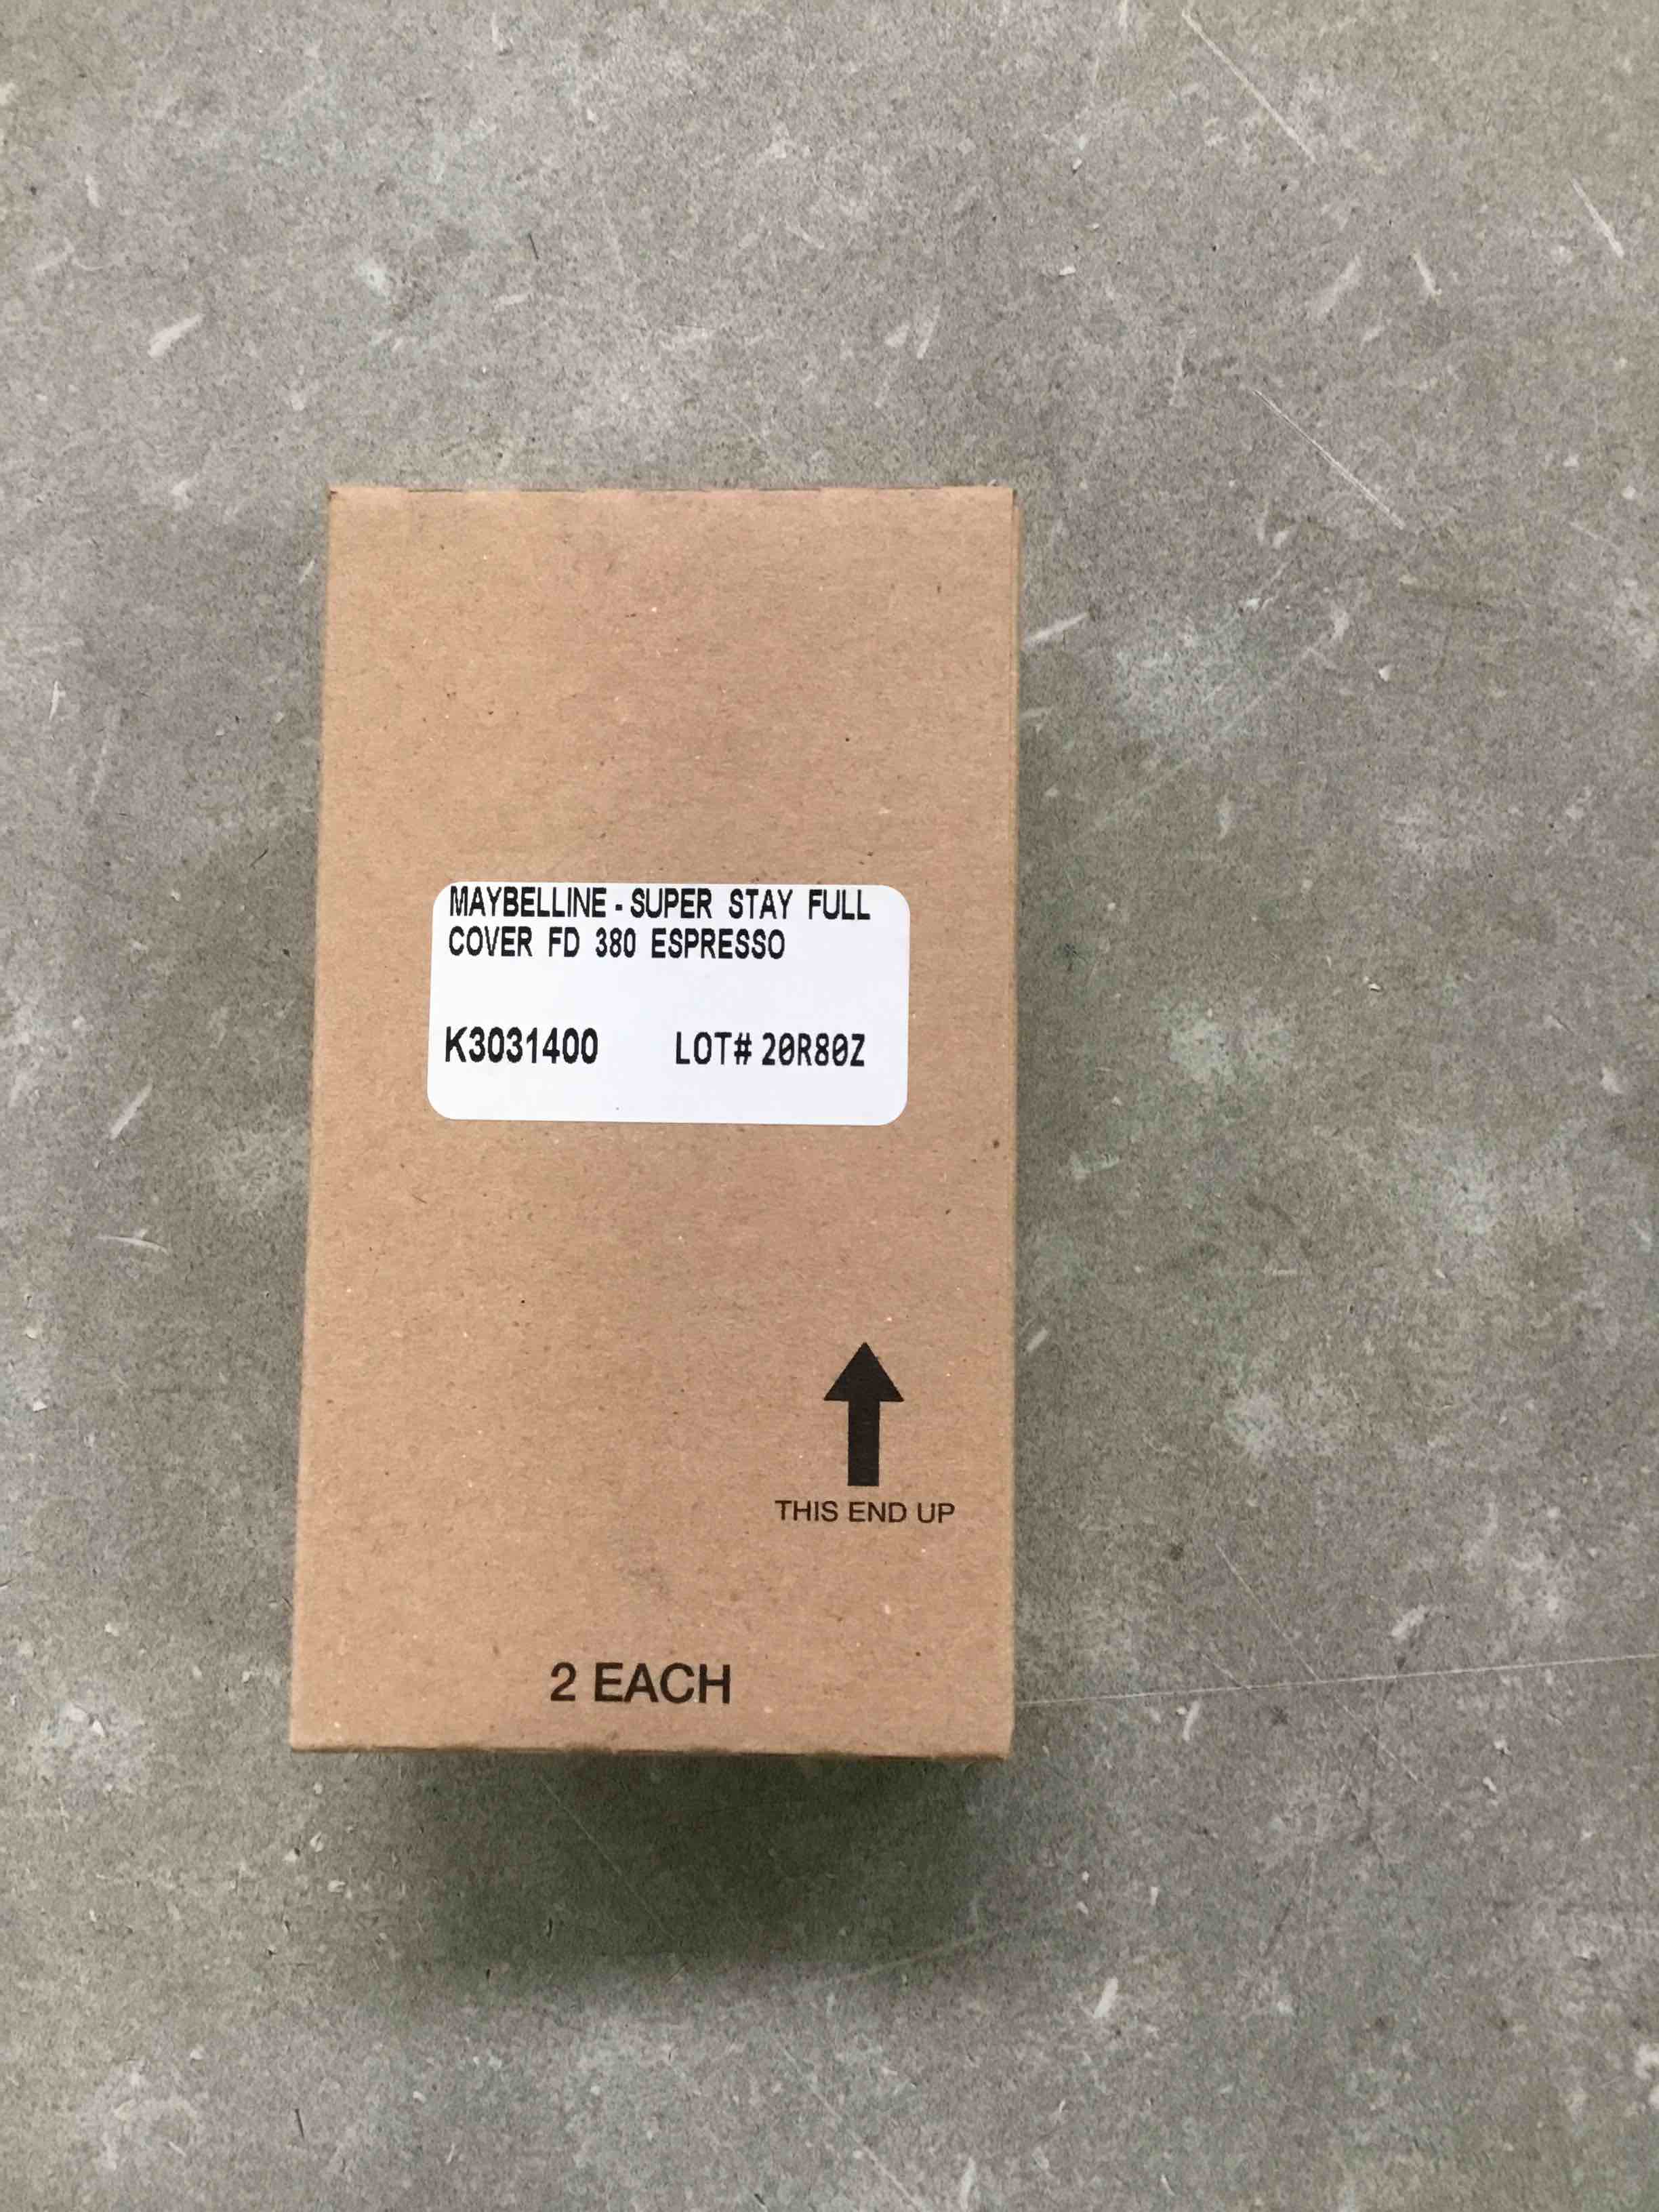 MAYBELLINE - SUPER STAY FULL
COVER FD 380 ESPRESSO
K3031400 LOT# 20R80Z
THIS END UP
2 EACH